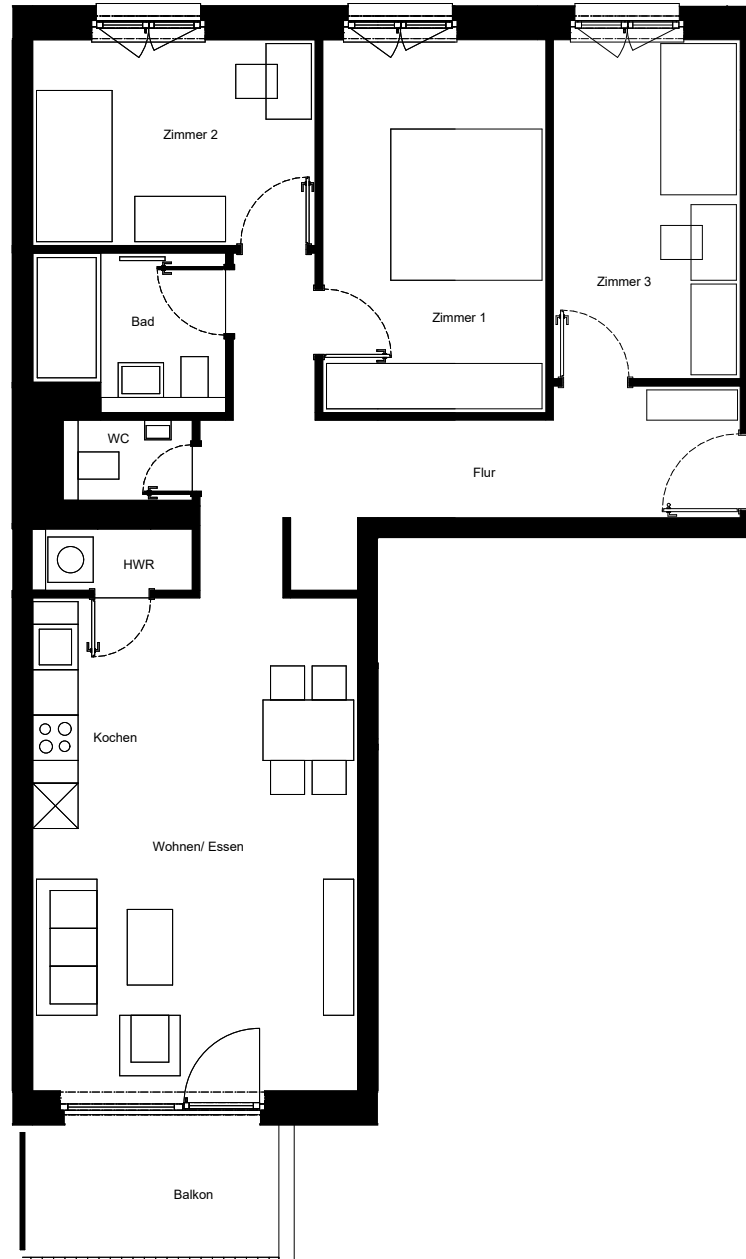 Zimmer 2
Zimmer 3
Zimmer 1
Bad
WC
Flur
HWR
Kochen
Wohnen/ Essen
Balkon